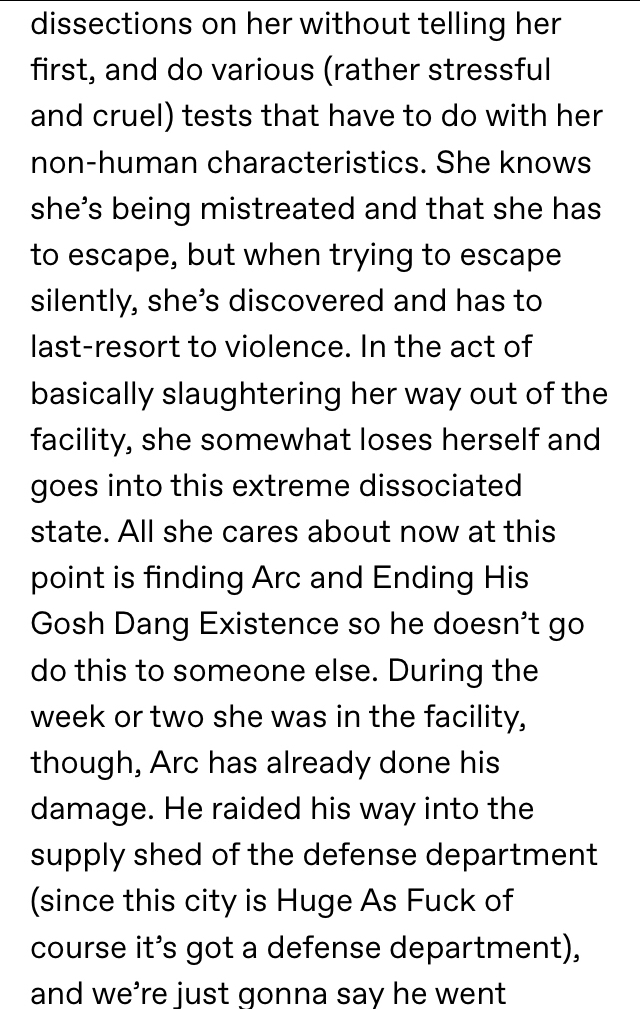 dissections on her without telling her
first, and do various (rather stressful
and cruel) tests that have to do with her
non-human characteristics. She knows
she’s being mistreated and that she has
to escape, but when trying to escape
silently, she’s discovered and has to
last-resort to violence. In the act of
basically slaughtering her way out of the
facility, she somewhat loses herself and
goes into this extreme dissociated
state. All she cares about now at this
point is finding Arc and Ending His
Gosh Dang Existence so he doesn’t go
do this to someone else. During the
week or two she was in the facility,
though, Arc has already done his
damage. He raided his way into the
supply shed of the defense department
(since this city is Huge As Fuck of
course it’s got a defense department),
and we’re just gonna say he went